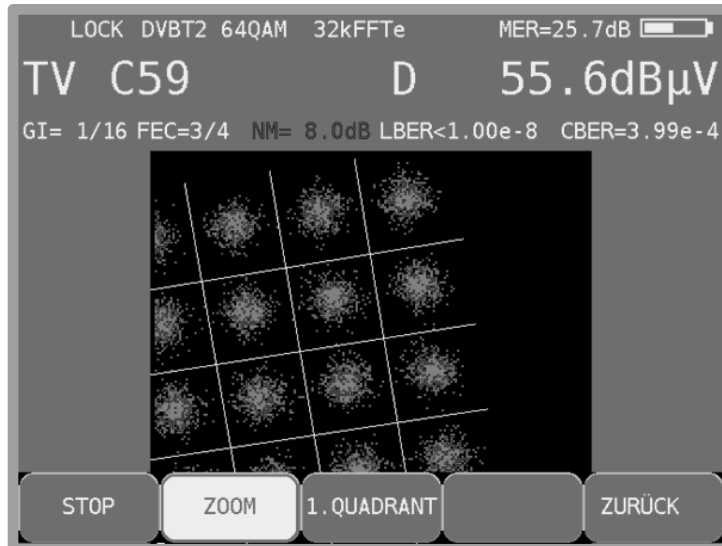 LOCK DVBT2 64QAM 32kFFTe MER=25.7dB
TV C59 D 55.6dBµV
GI= 1/16 FEC=3/4 NM= 8.0dB LBER<1.00e-8 CBER=3.99e-4
STOP ZOOM 1.QUADRANT ZURÜCK